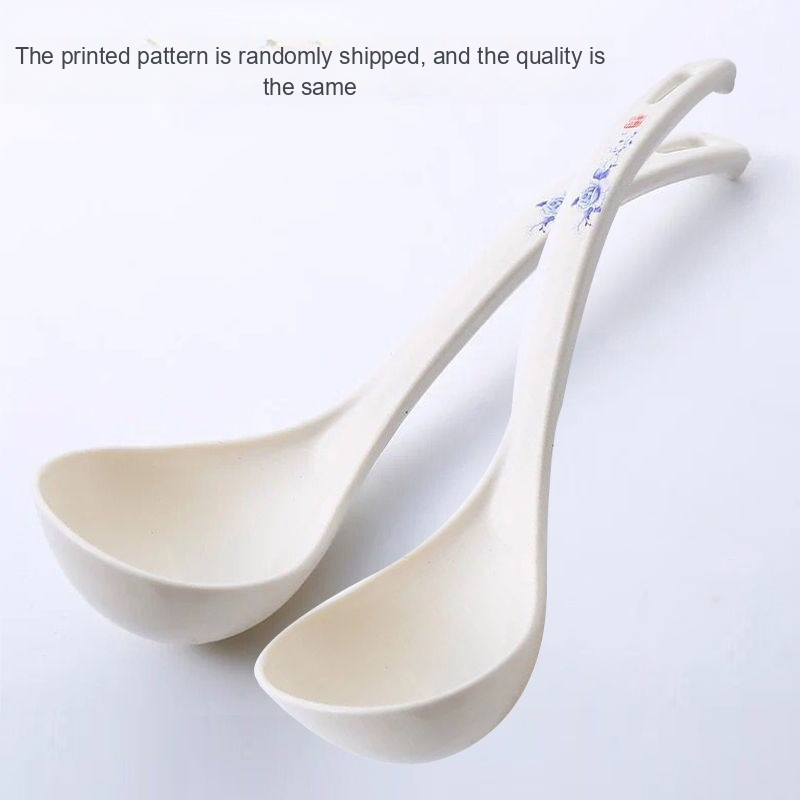 The printed pattern is randomly shipped, and the quality is
the same